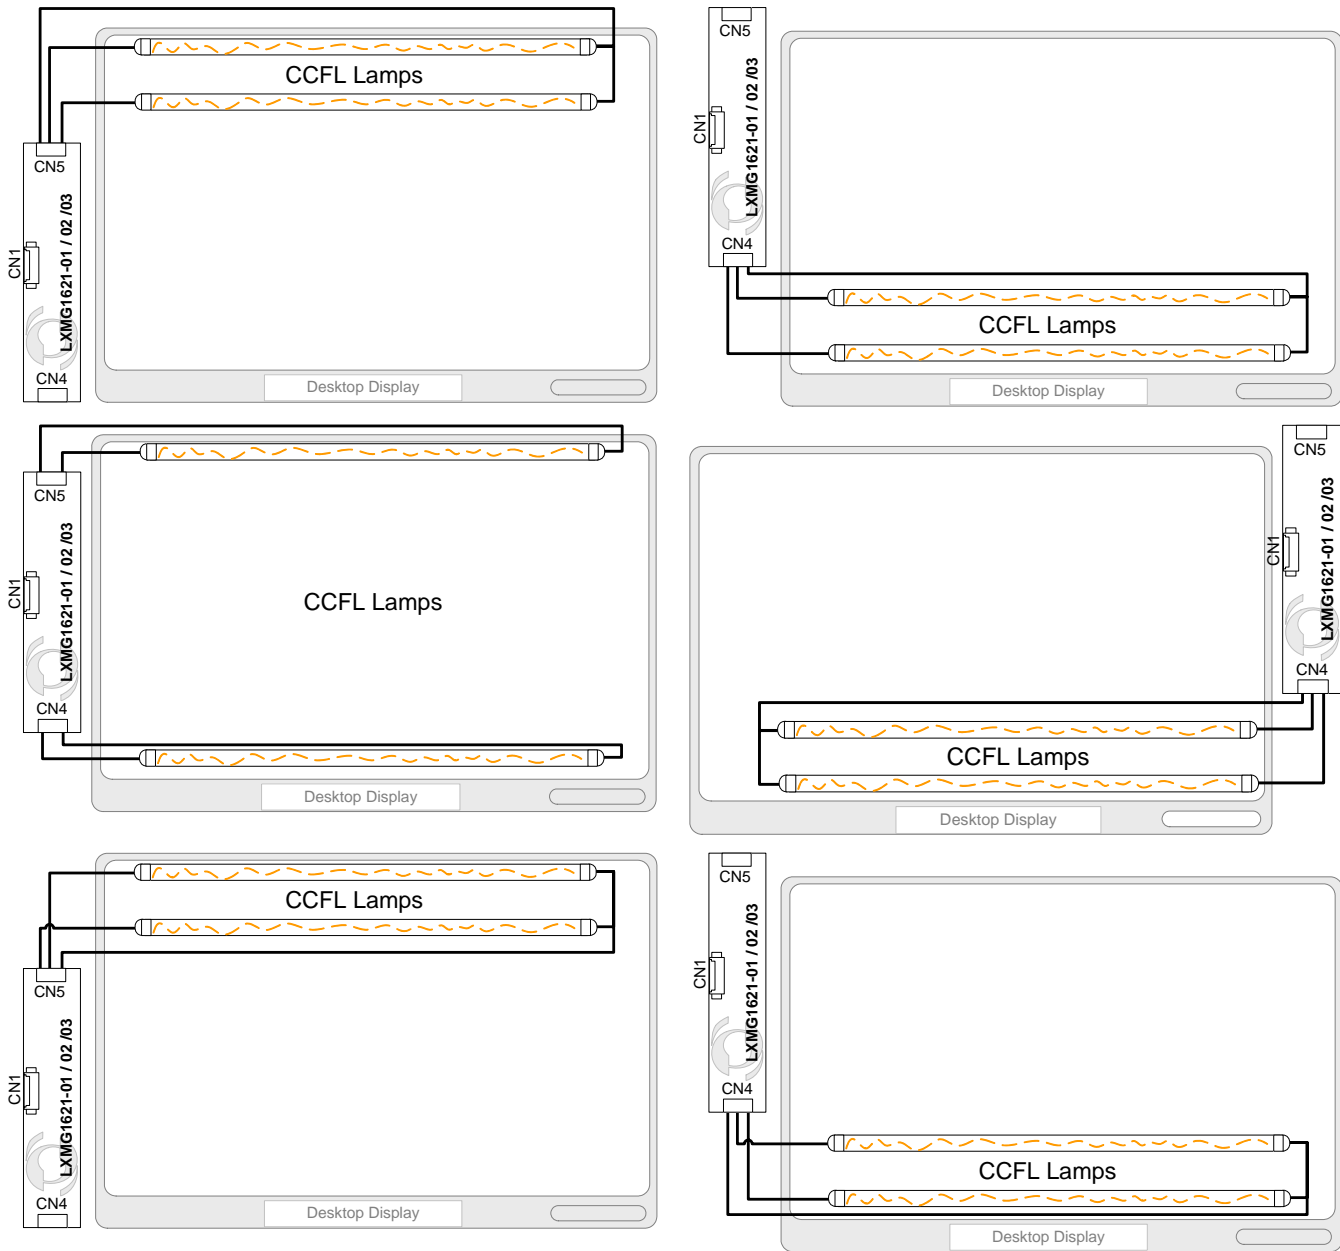 CCFL Lamps
CN5
CN1
LXMG1621-01 / 02 /03
CN4
Desktop Display
CN5
CN1
LXMG1621-01 / 02 /03
CN4
CCFL Lamps
Desktop Display
CN5
CN1
LXMG1621-01 / 02 /03
CCFL Lamps
CN4
Desktop Display
CN5
CN1
LXMG1621-01 / 02 /03
CN4
CCFL Lamps
Desktop Display
CCFL Lamps
CN5
CN1
LXMG1621-01 / 02 /03
CN4
Desktop Display
CN5
CN1
LXMG1621-01 / 02 /03
CN4
CCFL Lamps
Desktop Display